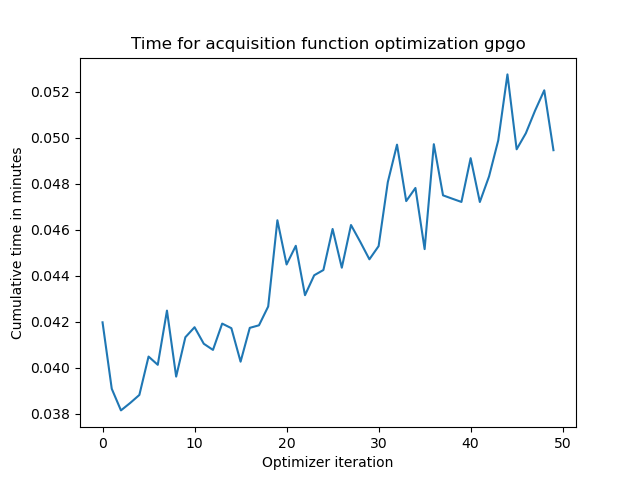 Time for acquisition function optimization gpgo
0.052
0.050
0.048
0.046
0.044
0.042
0.040
0.038
Cumulative time in minutes
0 10 20 30 40 50
Optimizer iteration